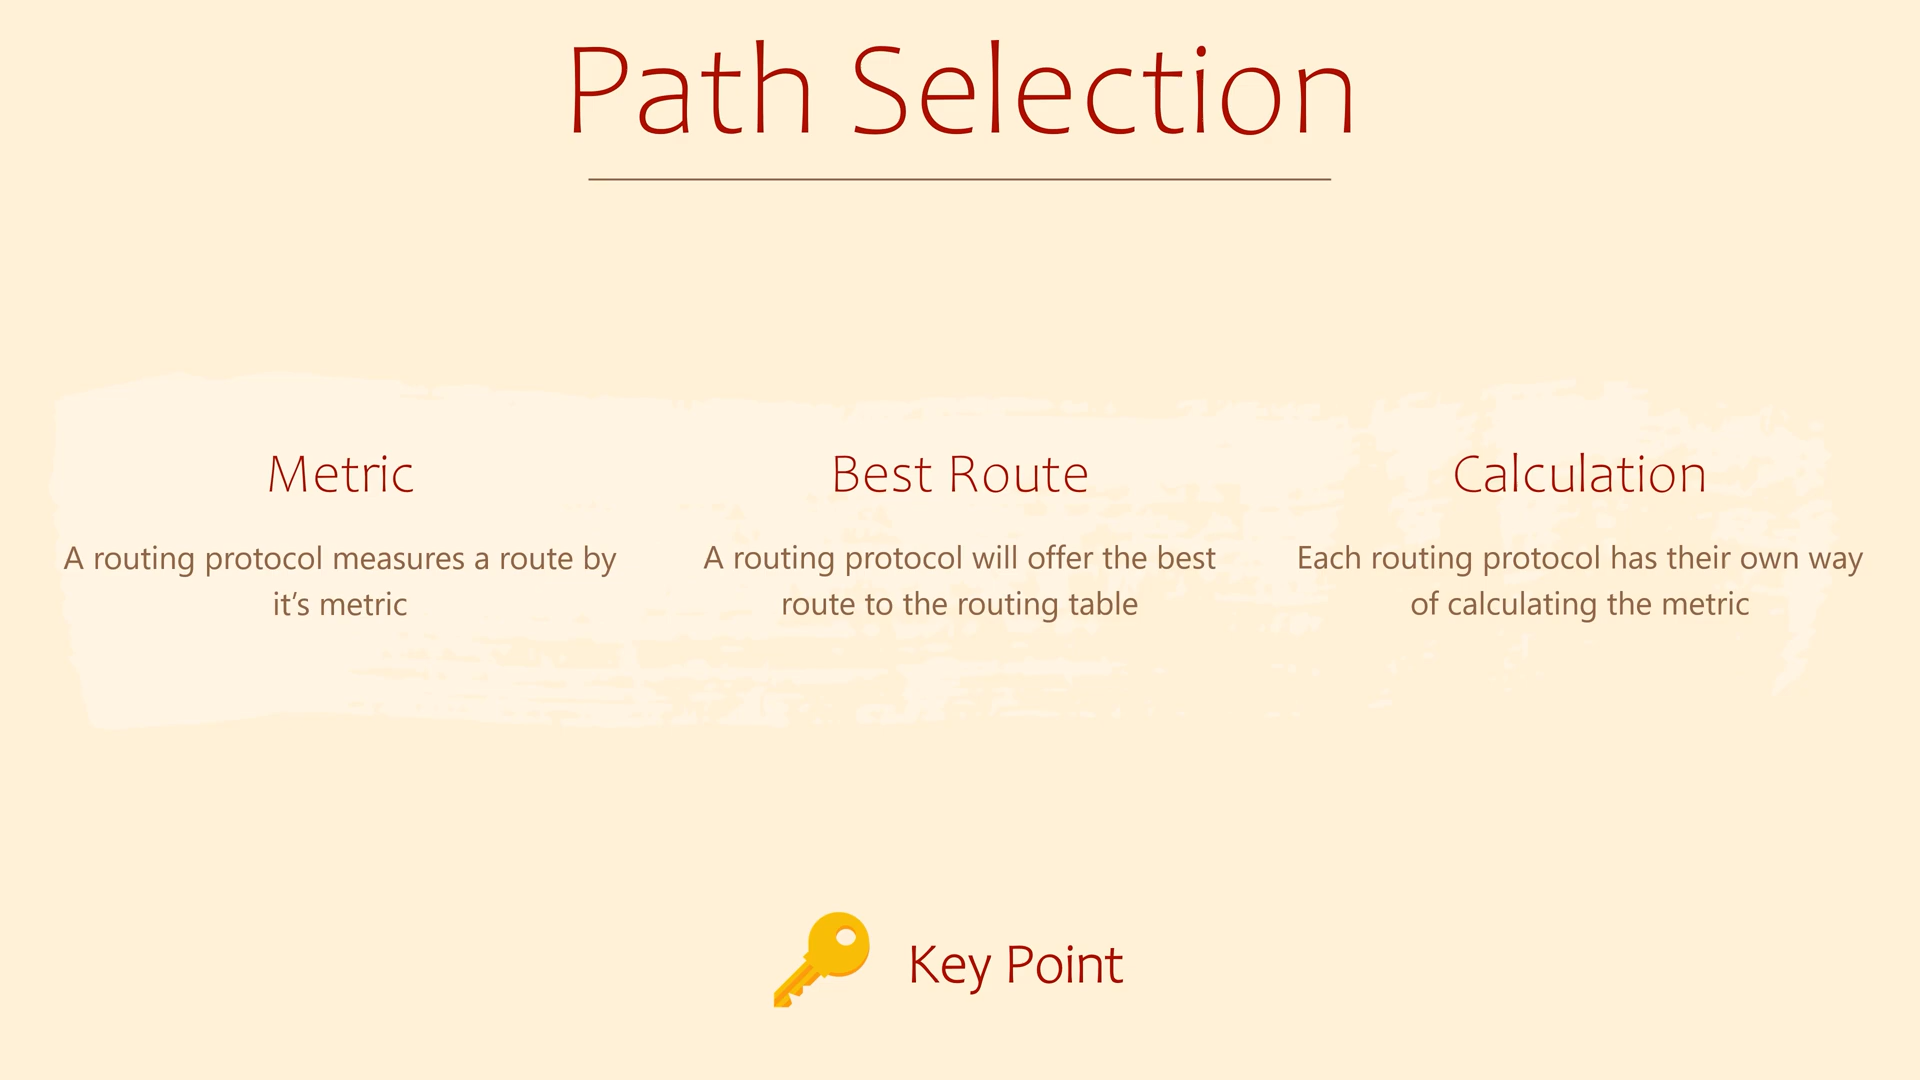 Path Selection
Metric
A routing protocol measures a route by
it’s metric
Best Route
A routing protocol will offer the best
route to the routing table
Calculation
Each routing protocol has their own way
of calculating the metric
Key Point